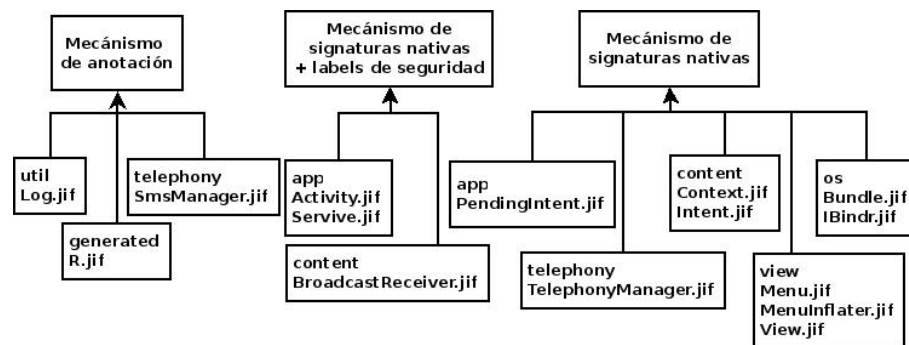 Mecánismo
de anotación
Mecánismo de
signaturas nativas
+ labels de seguridad
Mecánismo de
signaturas nativas
util
Log.jif
telephony
SmsManager.jif
generated
R.jif
app
Activity.jif
Servive.jif
content
BroadcastReceiver.jif
app
PendingIntent.jif
telephony
TelephonyManager.jif
content
Context.jif
Intent.jif
view
Menu.jif
MenuInflater.jif
View.jif
os
Bundle.jif
IBindr.jif